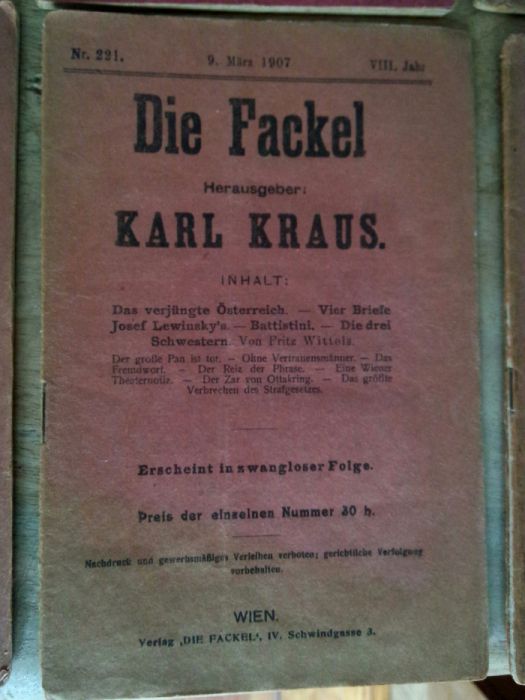 Nr. 221. 9. März 1907 VIII. Jahr
Die Fackel
Herausgeber:
KARL KRAUS.
INHALT:
Das verjüngte Österreich. — Vier Briefe
Josef Lewinsky's. — Battistini. — Die drei
Schwestern. Von Fritz Wittels.
Der große Pan ist tot. — Ohne Vertrauensmänner. — Das
Fremdwort. — Der Reiz der Phrase. — Eine Wiener
Theaternotiz. — Der Zar von Ottakring. — Das größte
Verbrechen des Strafgesetzes.
Erscheint in zwangloser Folge.
Preis der einzelnen Nummer 30 h.
Nachdruck und gewerbsmäßiges Verleihen verboten; gerichtliche Verfolgung
vorbehalten.
WIEN.
Verlag ‚DIE FACKEL‘, IV. Schwindgasse 3.